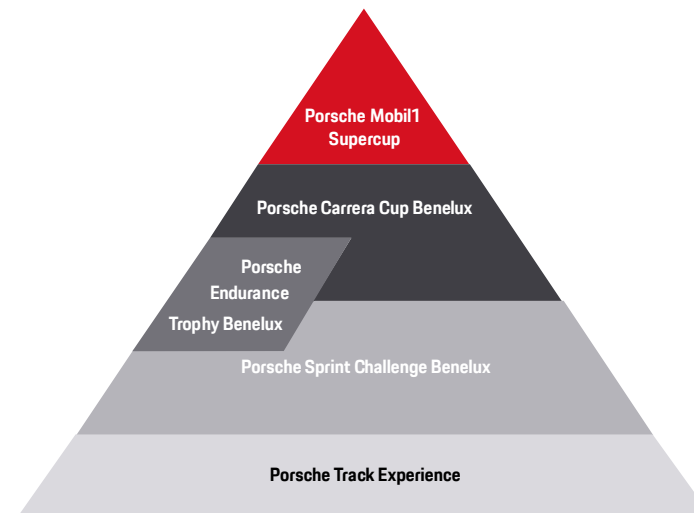 Porsche Mobil1
Supercup
Porsche Carrera Cup Benelux
Porsche
Endurance
Trophy Benelux
Porsche Sprint Challenge Benelux
Porsche Track Experience